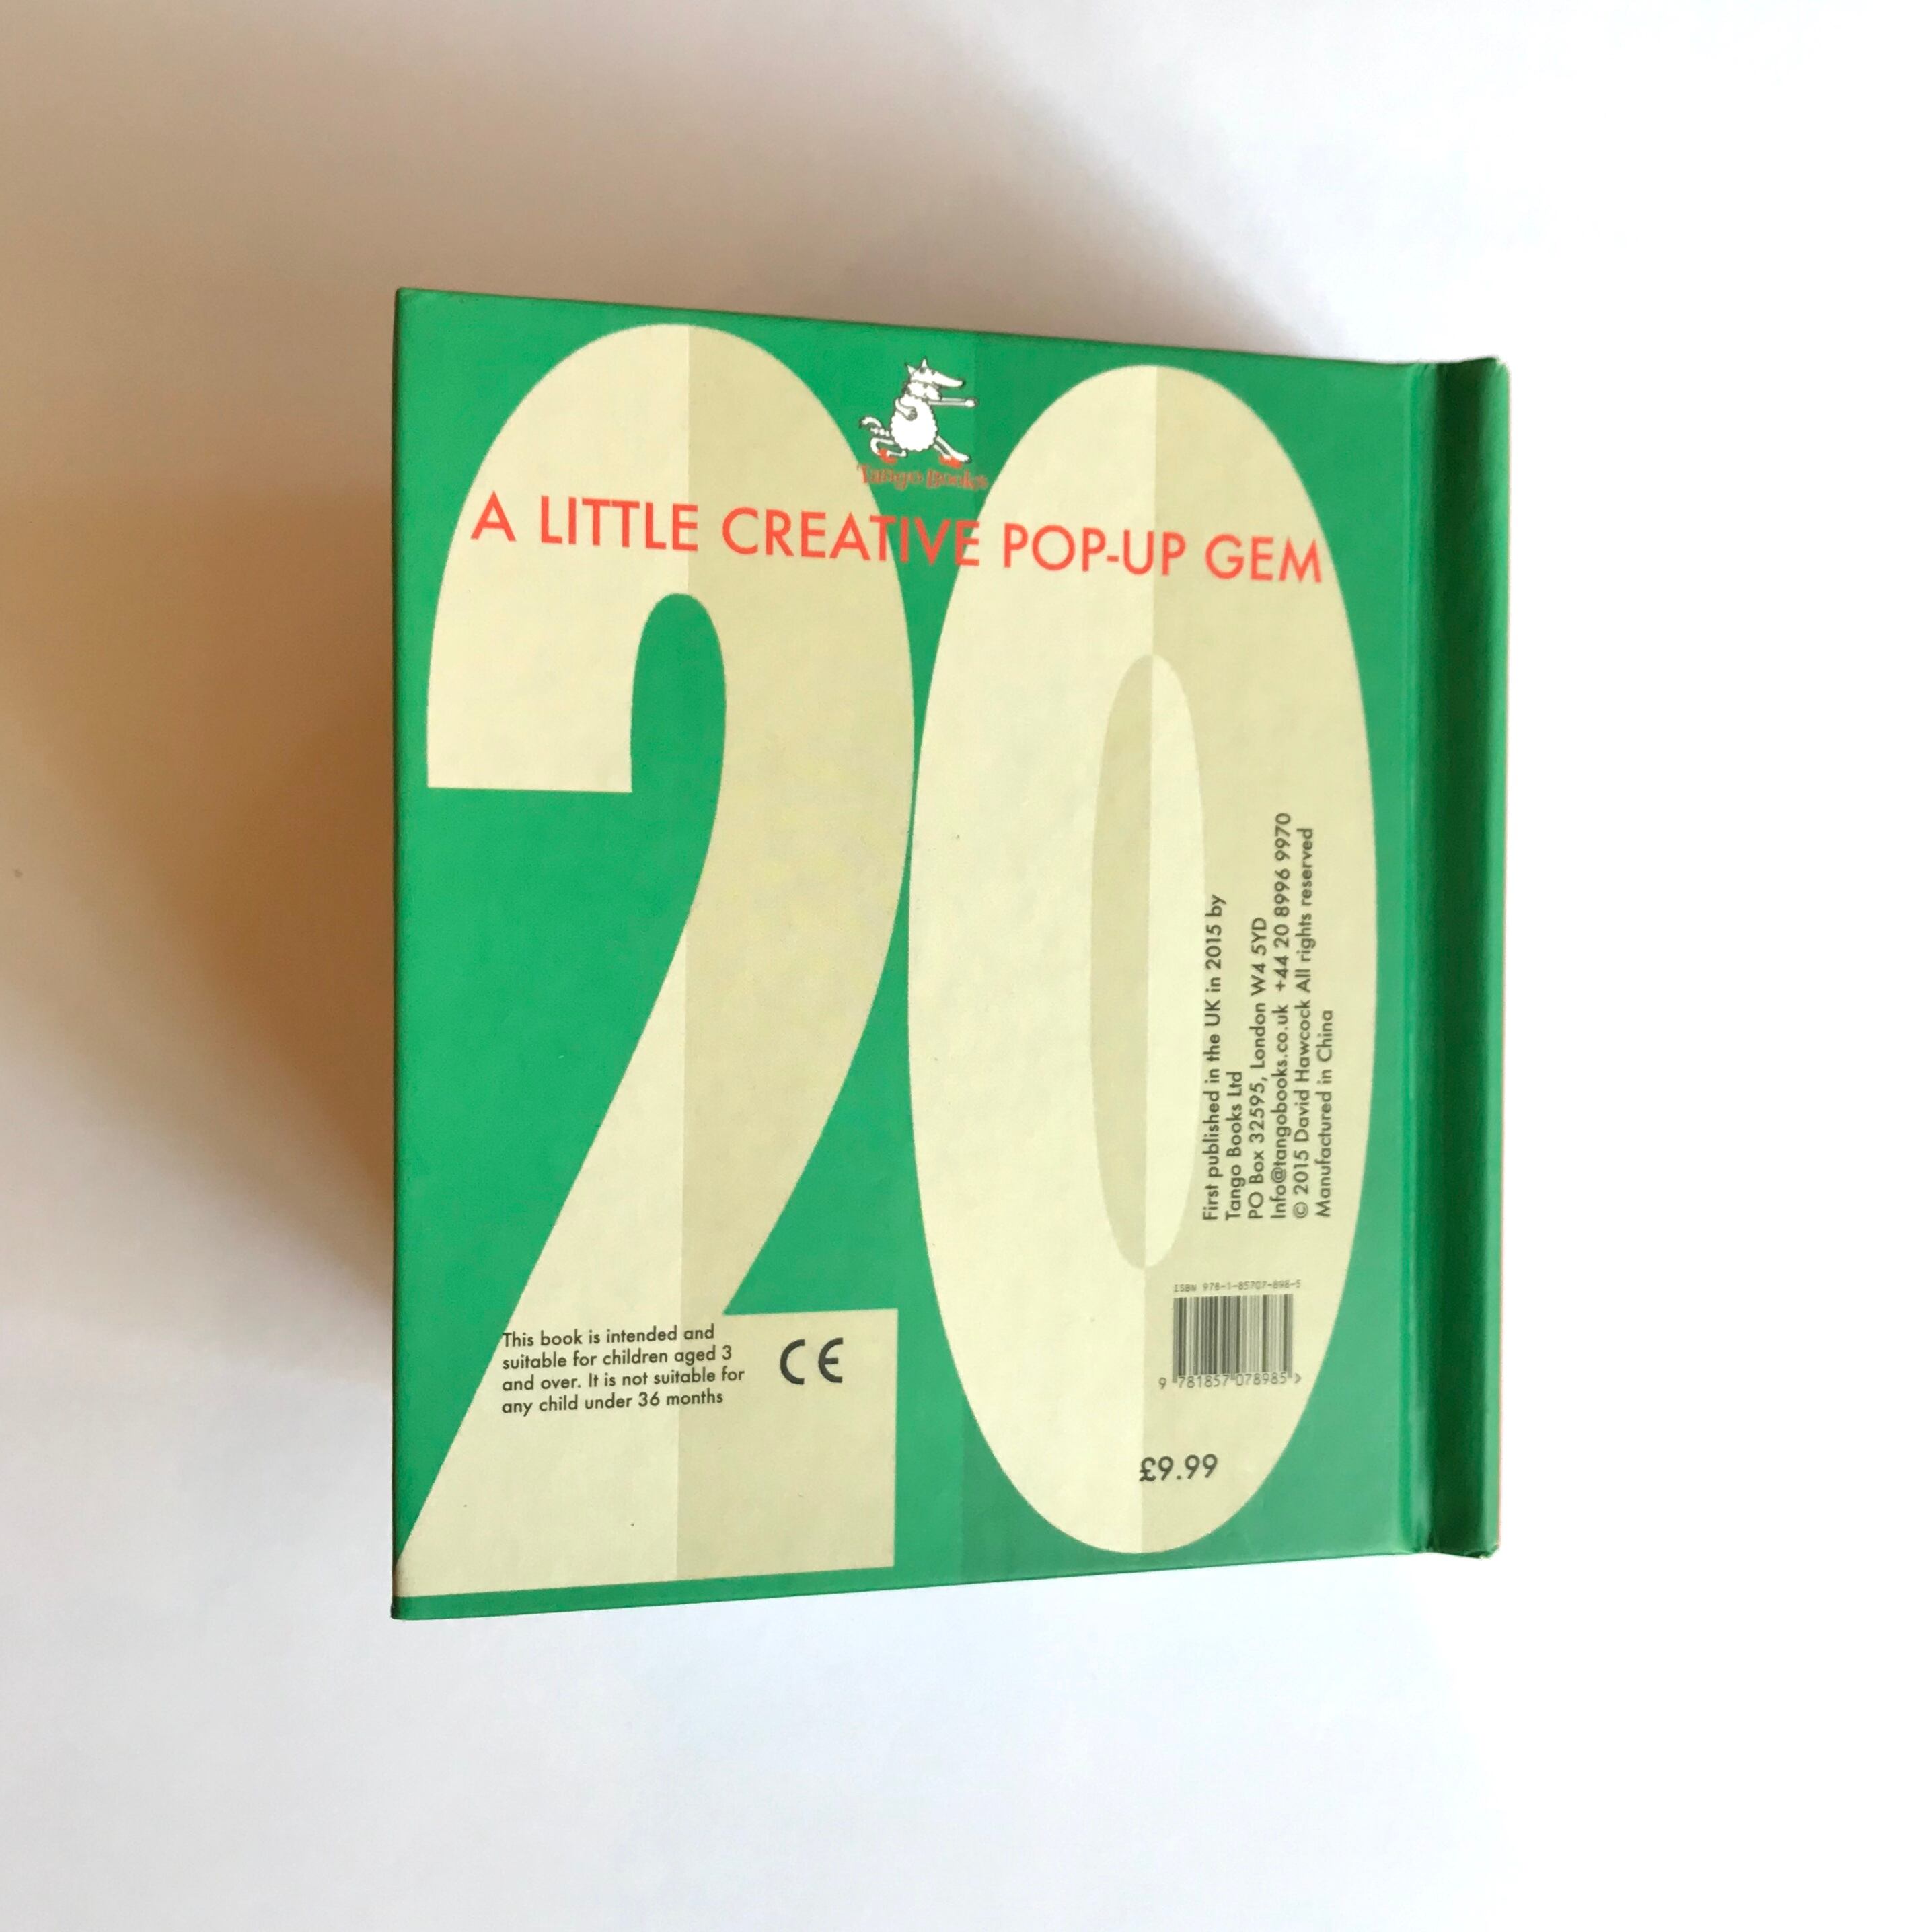 Tango Books
A LITTLE CREATIVE POP-UP GEM
20
First published in the UK in 2015 by
Tango Books Ltd
PO Box 32595, London W4 5YD
Info@tangobooks.co.uk +44 20 8996 9970
© 2015 David Hawcock All rights reserved
Manufactured in China
This book is intended and
suitable for children aged 3
and over. It is not suitable for
any child under 36 months
CE
ISBN 978-1-85707-898-5
9 781857 078985 >
£9.99